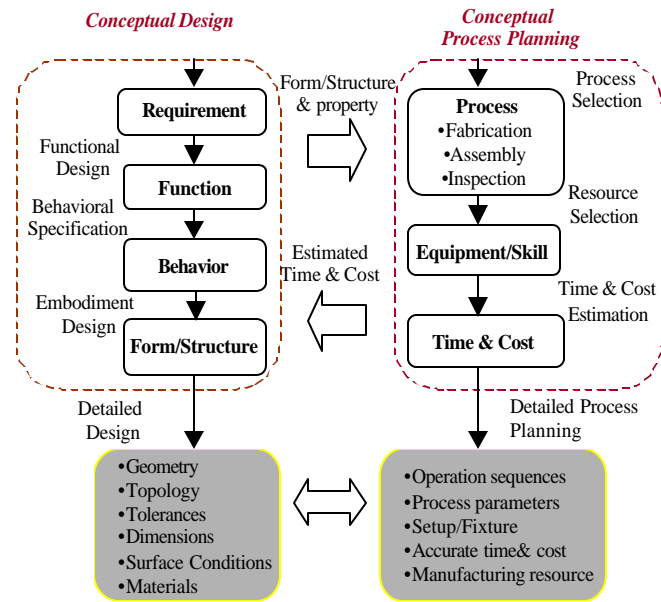 Conceptual Design
Requirement
Functional
Design
Function
Behavioral
Specification
Behavior
Embodiment
Design
Form/Structure
Detailed
Design
•Geometry
•Topology
•Tolerances
•Dimensions
•Surface Conditions
•Materials
Form/Structure
& property
Estimated
Time & Cost
Conceptual
Process Planning
Process
Selection
Process
•Fabrication
•Assembly
•Inspection
Resource
Selection
Equipment/Skill
Time & Cost
Estimation
Time & Cost
Detailed Process
Planning
•Operation sequences
•Process parameters
•Setup/Fixture
•Accurate time& cost
•Manufacturing resource